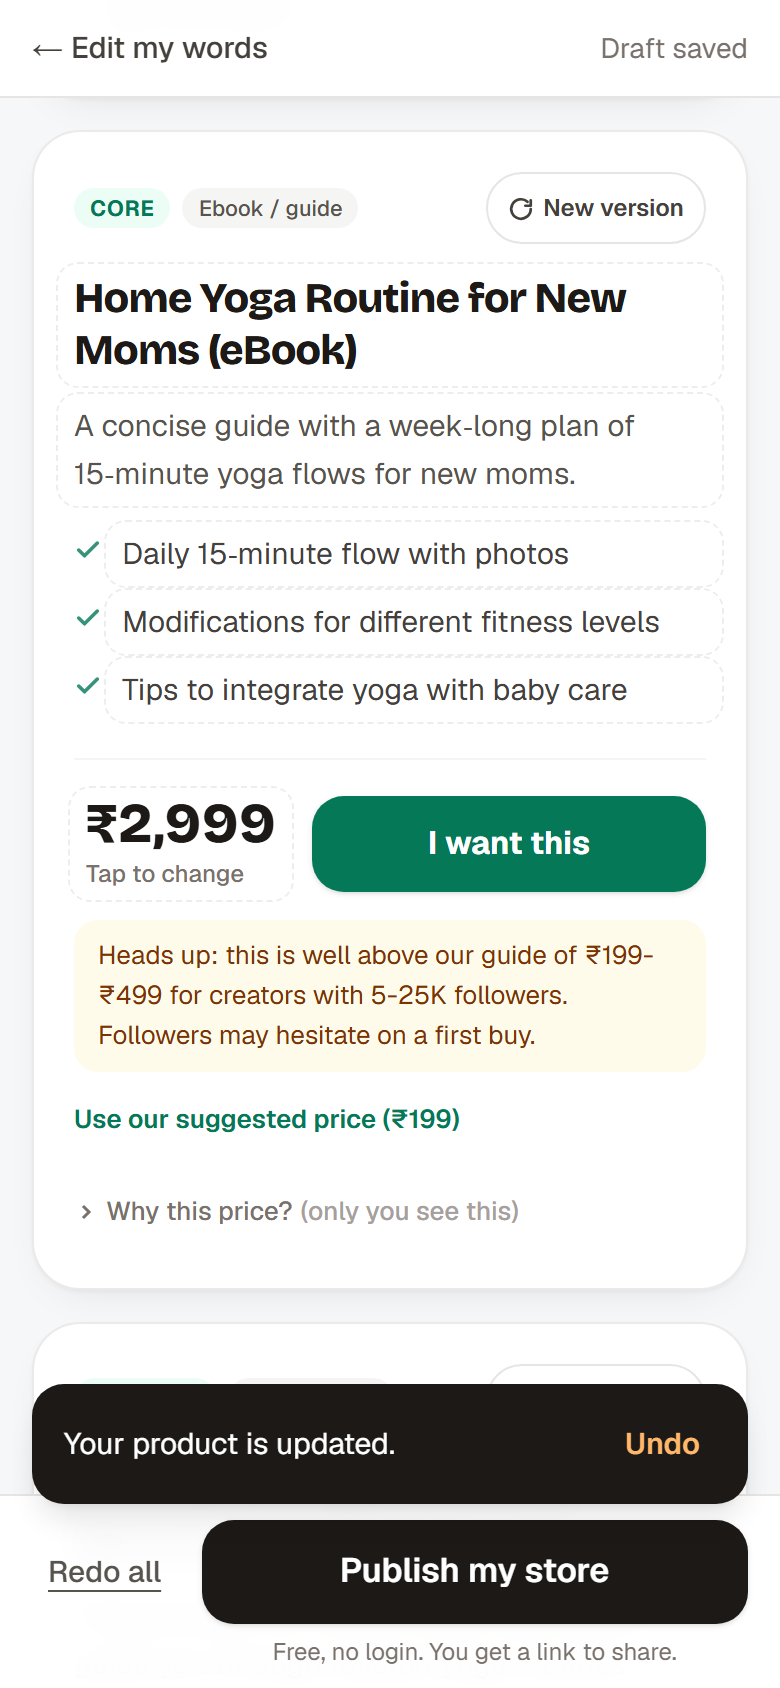 ← Edit my words
Draft saved
CORE
Ebook / guide
New version
Home Yoga Routine for New
Moms (eBook)
A concise guide with a week-long plan of
15-minute yoga flows for new moms.
Daily 15-minute flow with photos
Modifications for different fitness levels
Tips to integrate yoga with baby care
₹2,999
Tap to change
I want this
Heads up: this is well above our guide of ₹199–
₹499 for creators with 5-25K followers.
Followers may hesitate on a first buy.
Use our suggested price (₹199)
Why this price? (only you see this)
Your product is updated.
Undo
Redo all
Publish my store
Free, no login. You get a link to share.